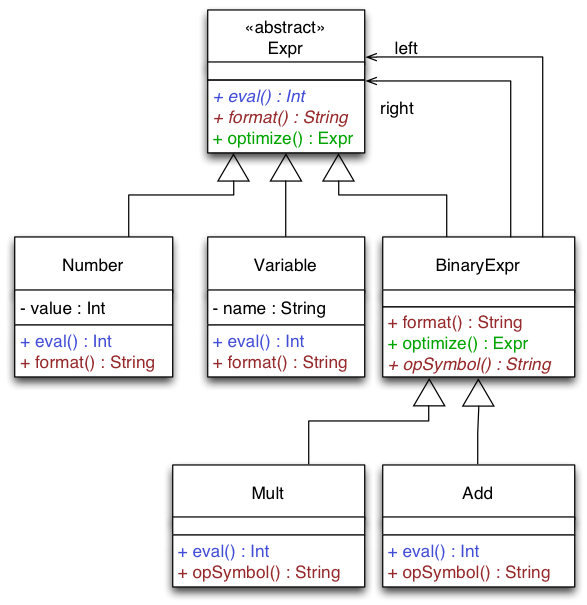 «abstract»
Expr
+ eval() : Int
+ format() : String
+ optimize() : Expr
left
right
Number
- value : Int
+ eval() : Int
+ format() : String
Variable
- name : String
+ eval() : Int
+ format() : String
BinaryExpr
+ format() : String
+ optimize() : Expr
+ opSymbol() : String
Mult
+ eval() : Int
+ opSymbol() : String
Add
+ eval() : Int
+ opSymbol() : String